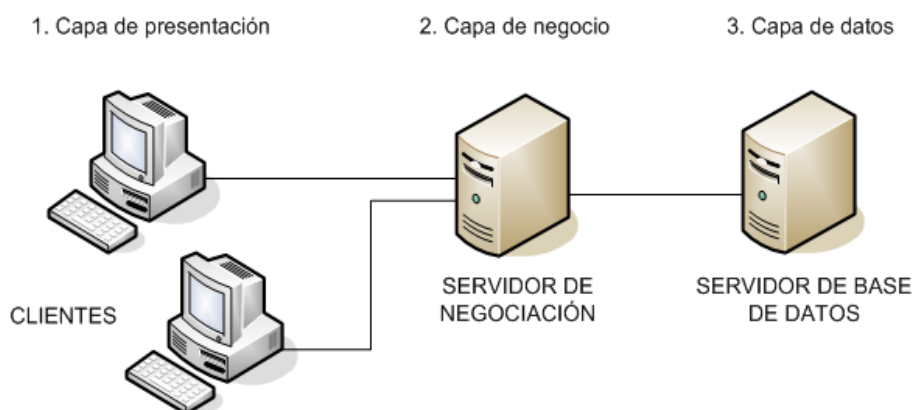 1. Capa de presentación
2. Capa de negocio
3. Capa de datos
CLIENTES
SERVIDOR DE
NEGOCIACIÓN
SERVIDOR DE BASE
DE DATOS